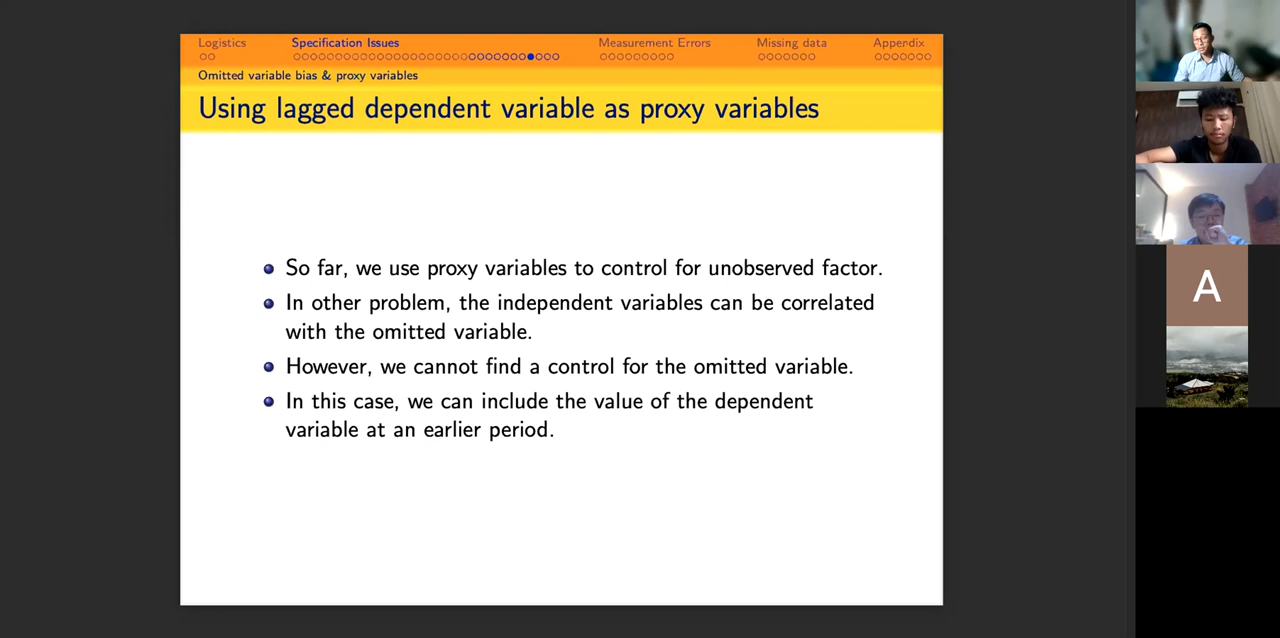 Logistics
Specification Issues
Measurement Errors
Missing data
Appendix
Omitted variable bias & proxy variables
Using lagged dependent variable as proxy variables
So far, we use proxy variables to control for unobserved factor.
In other problem, the independent variables can be correlated
with the omitted variable.
However, we cannot find a control for the omitted variable.
In this case, we can include the value of the dependent
variable at an earlier period.
A